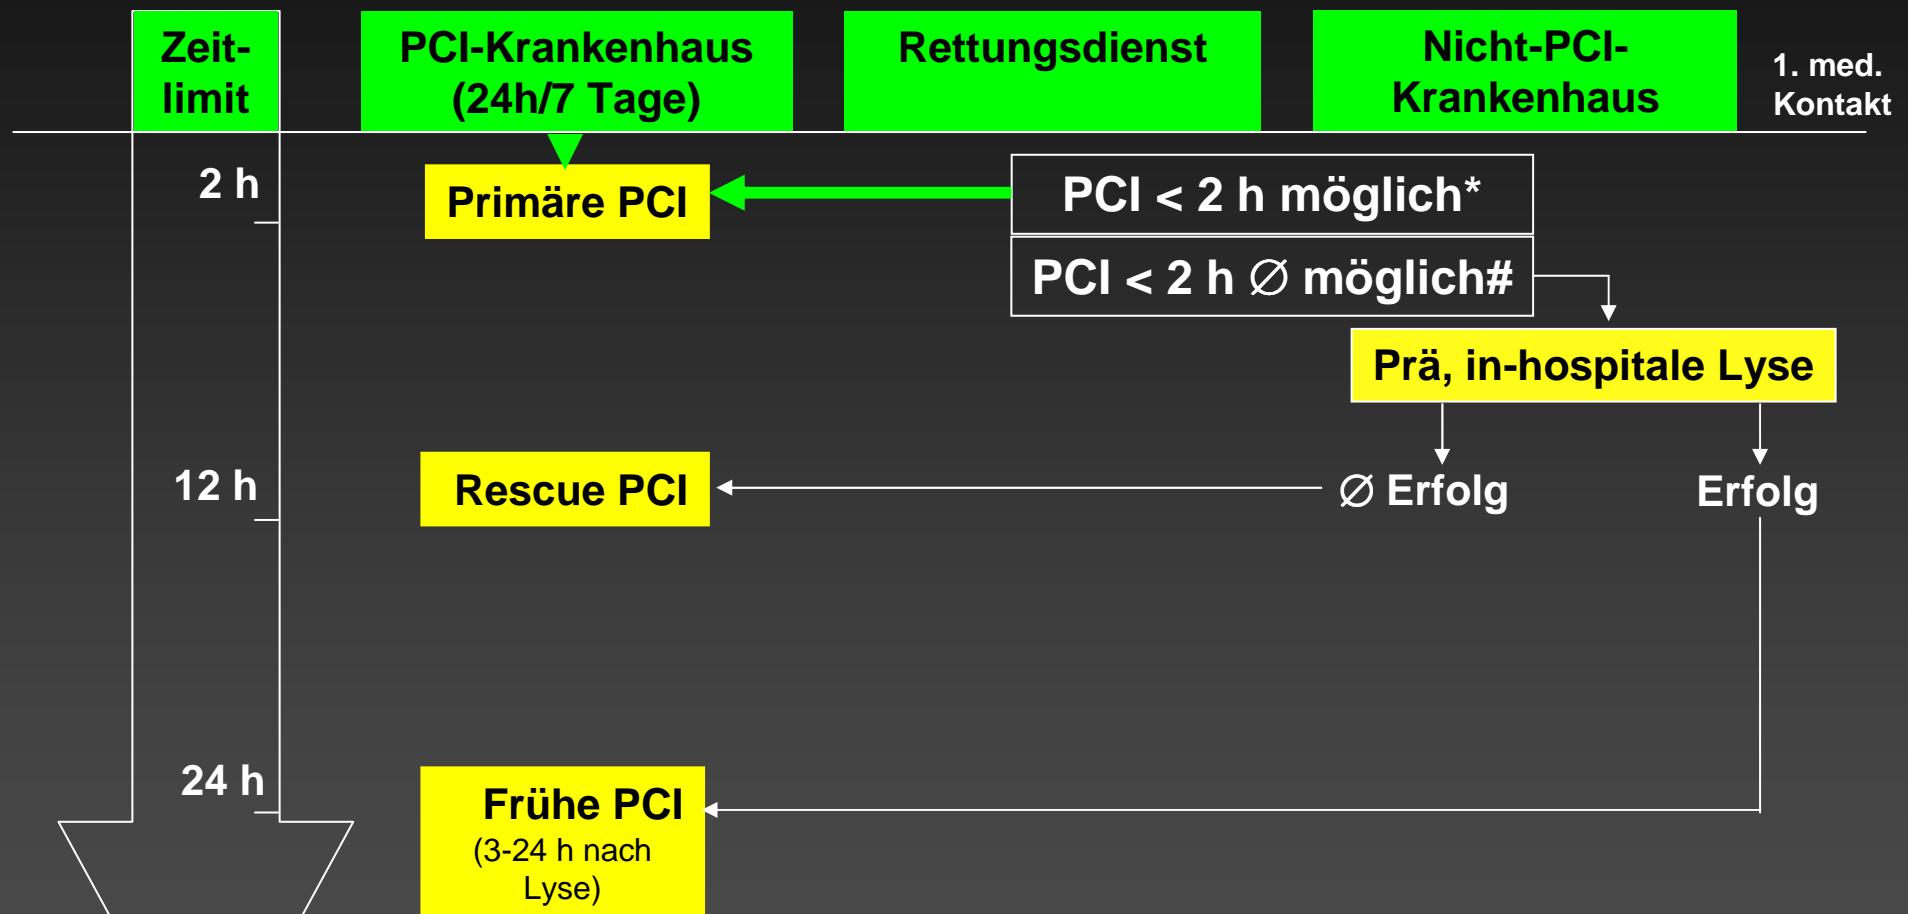 Zeit-
limit
PCI-Krankenhaus
(24h/7 Tage)
Rettungsdienst
Nicht-PCI-
Krankenhaus
1. med.
Kontakt
2 h
Primäre PCI
PCI < 2 h möglich*
PCI < 2 h ∅ möglich#
Prä, in-hospitale Lyse
12 h
Rescue PCI
∅ Erfolg
Erfolg
24 h
Frühe PCI
(3-24 h nach
Lyse)